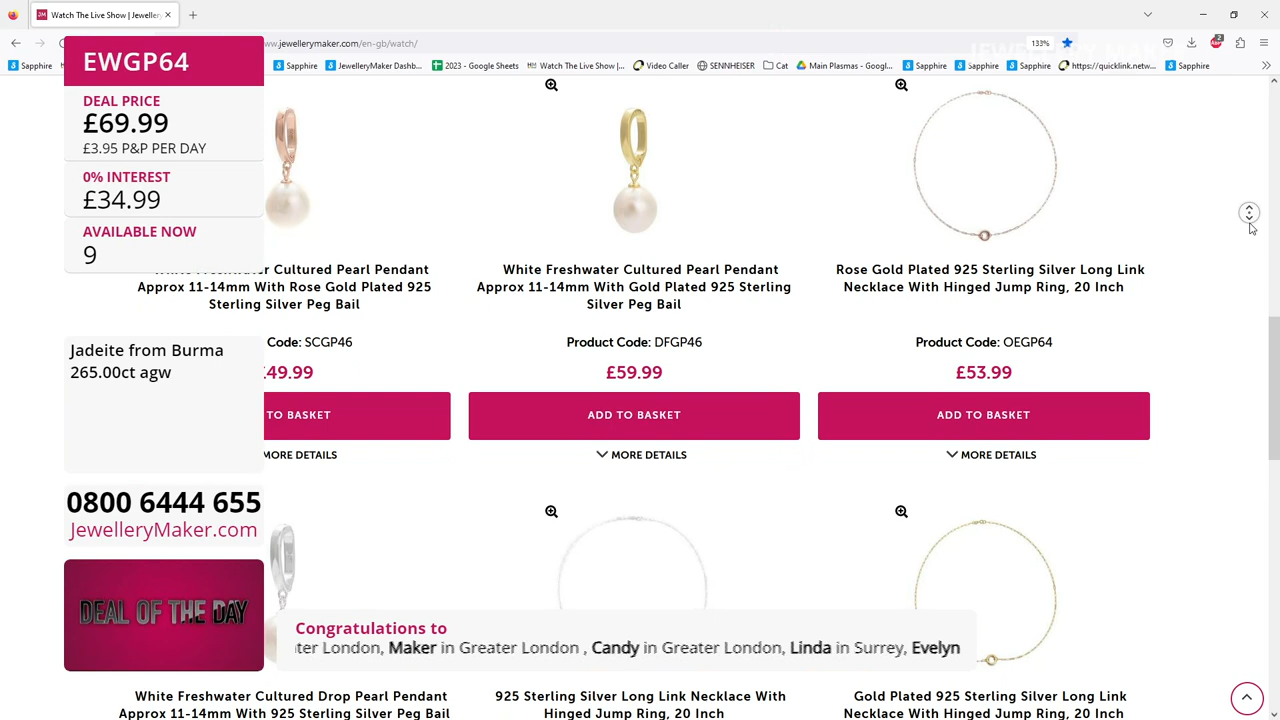 Watch The Live Show | Jeweller
ww.jewellerymaker.com/en-gb/watch/
133%
Sapphire
Sapphire
JewelleryMaker Dashb...
2023 - Google Sheets
Watch The Live Show |...
Video Caller
SENNHEISER
Cat
Main Plasmas - Googl...
Sapphire
Sapphire
Sapphire
https://quicklink.netw...
Sapphire
EWGP64
DEAL PRICE
£69.99
£3.95 P&P PER DAY
0% INTEREST
£34.99
AVAILABLE NOW
9
White Freshwater Cultured Pearl Pendant
Approx 11-14mm With Rose Gold Plated 925
Sterling Silver Peg Bail
Code: SCGP46
£49.99
TO BASKET
MORE DETAILS
White Freshwater Cultured Pearl Pendant
Approx 11-14mm With Gold Plated 925 Sterling
Silver Peg Bail
Product Code: DFGP46
£59.99
ADD TO BASKET
MORE DETAILS
Rose Gold Plated 925 Sterling Silver Long Link
Necklace With Hinged Jump Ring, 20 Inch
Product Code: OEGP64
£53.99
ADD TO BASKET
MORE DETAILS
Jadeite from Burma
265.00ct agw
0800 6444 655
JewelleryMaker.com
DEAL OF THE DAY
Congratulations to
ter London, Maker in Greater London , Candy in Greater London, Linda in Surrey, Evelyn
White Freshwater Cultured Drop Pearl Pendant
Approx 11-14mm With 925 Sterling Silver Peg Bail
925 Sterling Silver Long Link Necklace With
Hinged Jump Ring, 20 Inch
Gold Plated 925 Sterling Silver Long Link
Necklace With Hinged Jump Ring, 20 Inch